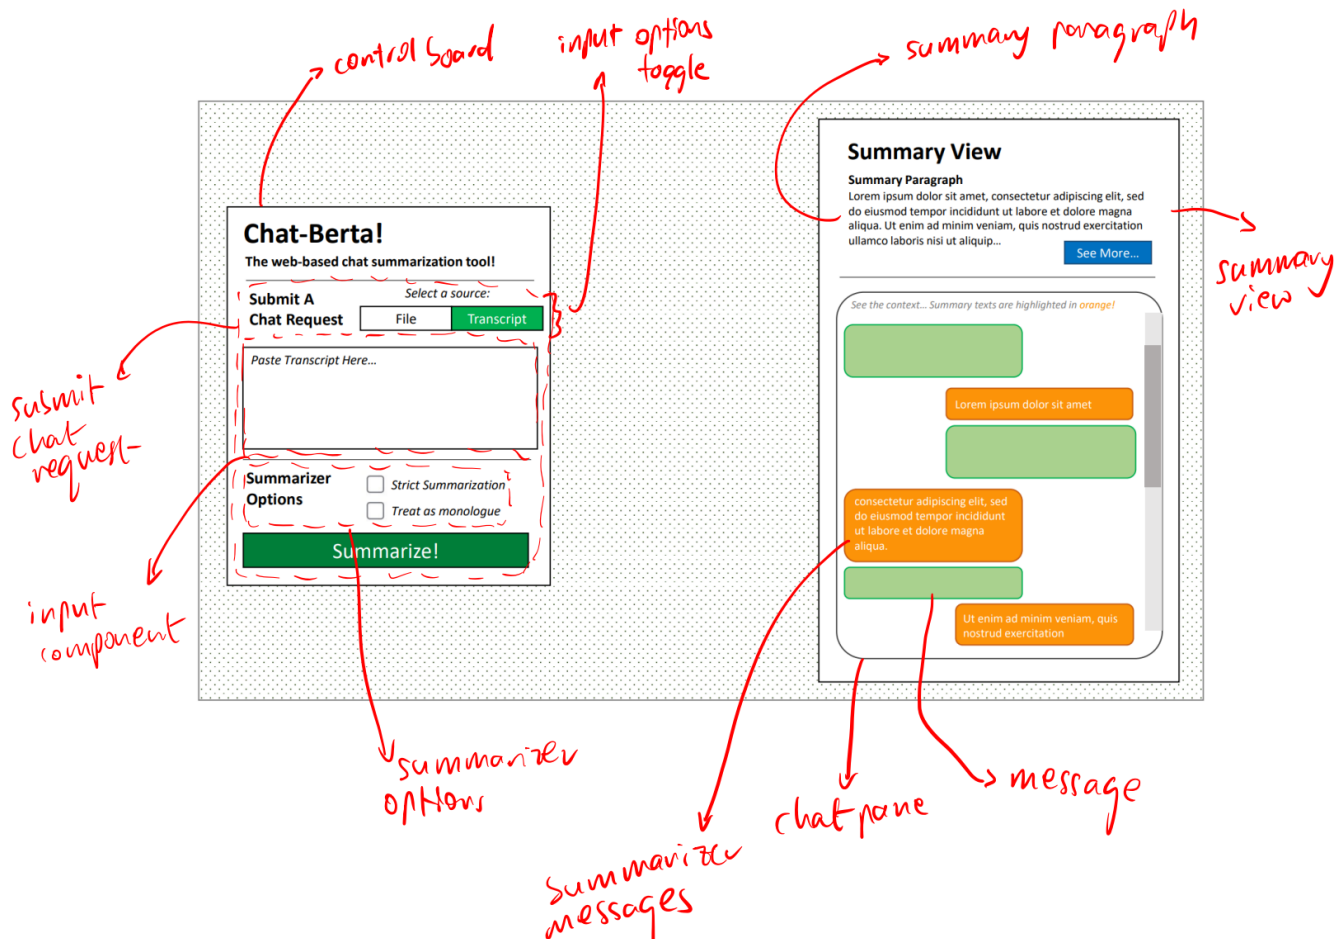 control board
input options
toggle
summary paragraph
Chat-Berta!
The web-based chat summarization tool!
Submit A
Chat Request
Select a source:
File
Transcript
Paste Transcript Here...
Summarizer
Options
Strict Summarization
Treat as monologue
Summarize!
submit
chat
request
input
component
summarizer
options
Summary View
Summary Paragraph
Lorem ipsum dolor sit amet, consectetur adipiscing elit, sed
do eiusmod tempor incididunt ut labore et dolore magna
aliqua. Ut enim ad minim veniam, quis nostrud exercitation
ullamco laboris nisi ut aliquip...
See More...
summary
view
See the context... Summary texts are highlighted in orange!
Lorem ipsum dolor sit amet
consectetur adipiscing elit, sed
do eiusmod tempor incididunt
ut labore et dolore magna
aliqua.
Ut enim ad minim veniam, quis
nostrud exercitation
summarizer
messages
chat pane
message